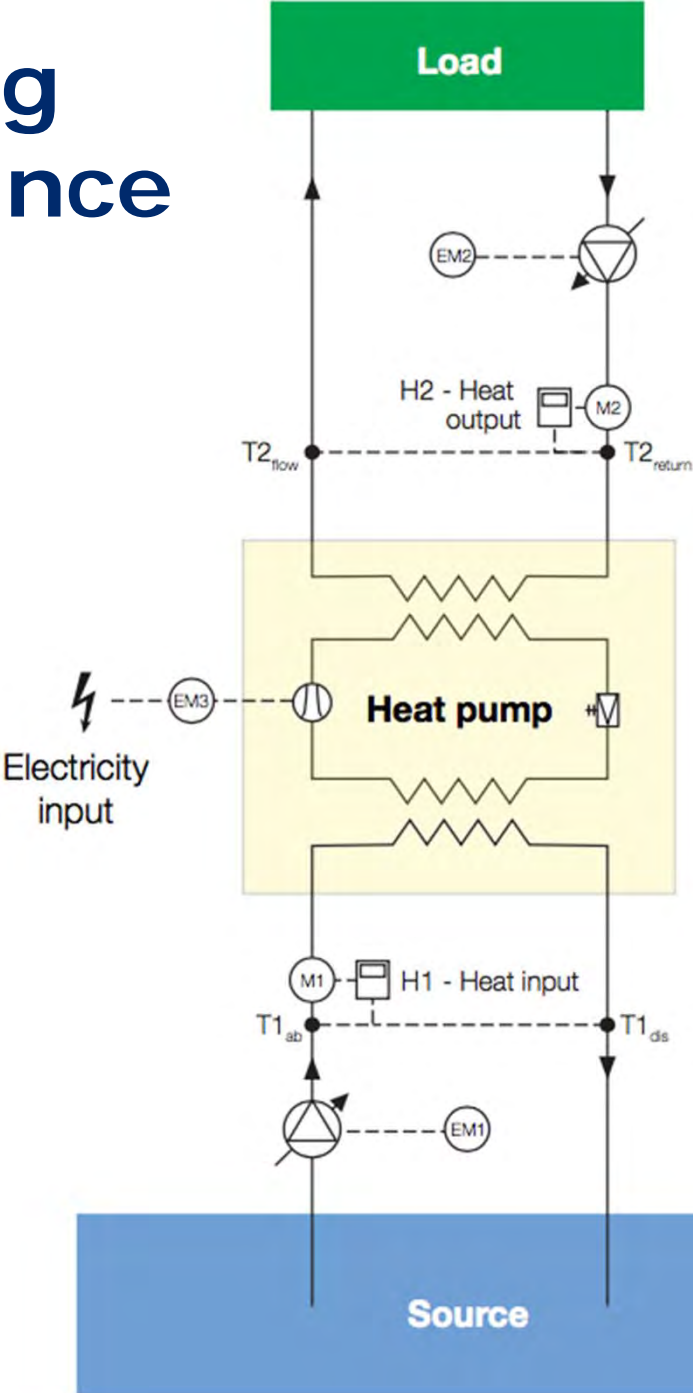 g
nce
Load
EM2
H2 - Heat
output
M2
T2flow
T2return
EM3
Heat pump
Electricity
input
M1
H1 - Heat input
T1ab
T1dis
EM1
Source